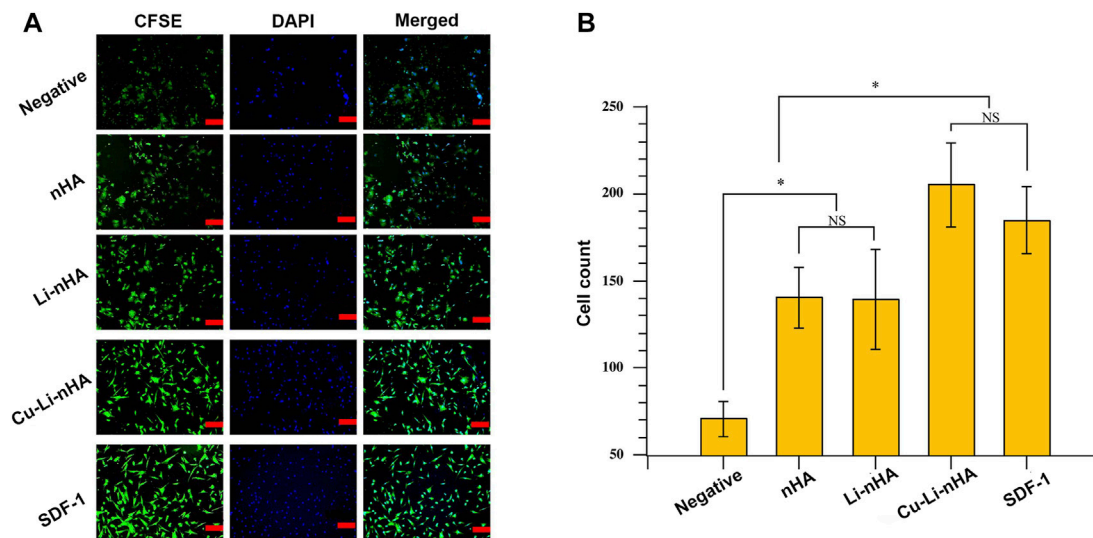 A
CFSE DAPI Merged
Negative
nHA
Li-nHA
Cu-Li-nHA
SDF-1
B
*
NS
*
NS
Cell count
250
200
150
100
50
Negative nHA Li-nHA Cu-Li-nHA SDF-1